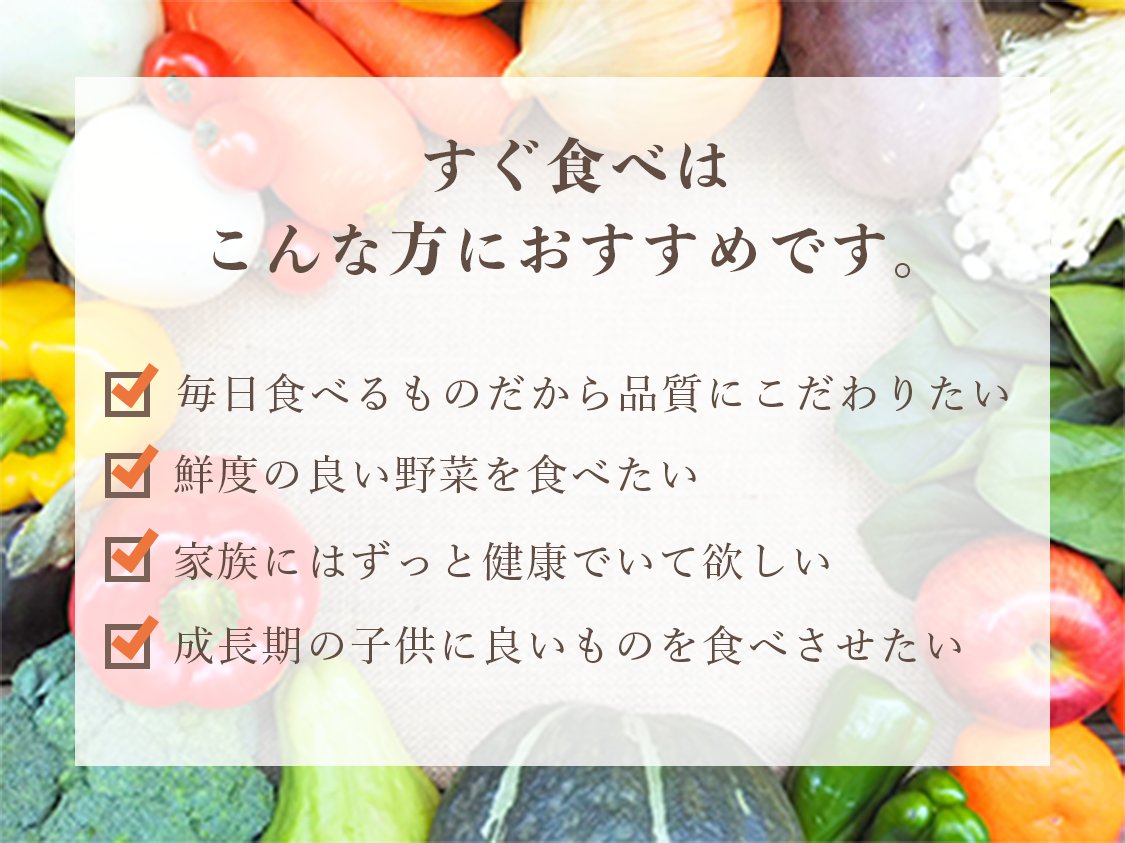 すぐ食べは
こんな方におすすめです。
毎日食べるものだから品質にこだわりたい
鮮度の良い野菜を食べたい
家族にはずっと健康でいて欲しい
成長期の子供に良いものを食べさせたい